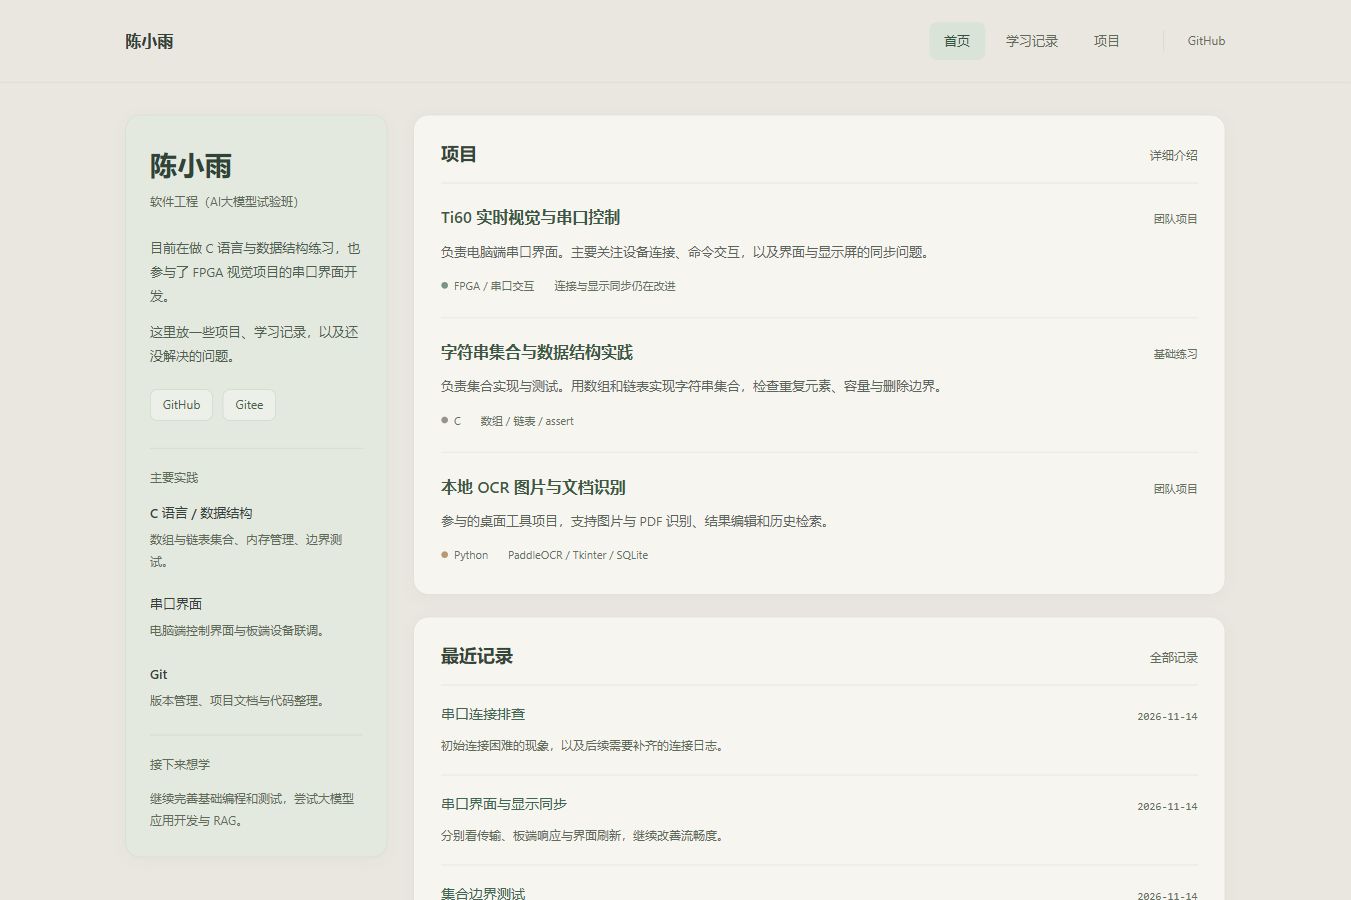 陈小雨
首页 学习记录 项目 GitHub
陈小雨
软件工程（AI大模型试验班）
目前在做 C 语言与数据结构练习，也
参与了 FPGA 视觉项目的串口界面开
发。
这里放一些项目、学习记录，以及还
没解决的问题。
GitHub Gitee
主要实践
C 语言 / 数据结构
数组与链表集合、内存管理、边界测
试。
串口界面
电脑端控制界面与板端设备联调。
Git
版本管理、项目文档与代码整理。
接下来想学
继续完善基础编程和测试，尝试大模型
应用开发与 RAG。
项目 详细介绍
Ti60 实时视觉与串口控制 团队项目
负责电脑端串口界面。主要关注设备连接、命令交互，以及界面与显示屏的同步问题。
FPGA / 串口交互 连接与显示同步仍在改进
字符串集合与数据结构实践 基础练习
负责集合实现与测试。用数组和链表实现字符串集合，检查重复元素、容量与删除边界。
C 数组 / 链表 / assert
本地 OCR 图片与文档识别 团队项目
参与的桌面工具项目，支持图片与 PDF 识别、结果编辑和历史检索。
Python PaddleOCR / Tkinter / SQLite
最近记录 全部记录
串口连接排查 2026-11-14
初始连接困难的现象，以及后续需要补齐的连接日志。
串口界面与显示同步 2026-11-14
分别看传输、板端响应与界面刷新，继续改善流畅度。
集合边界测试 2026-11-14